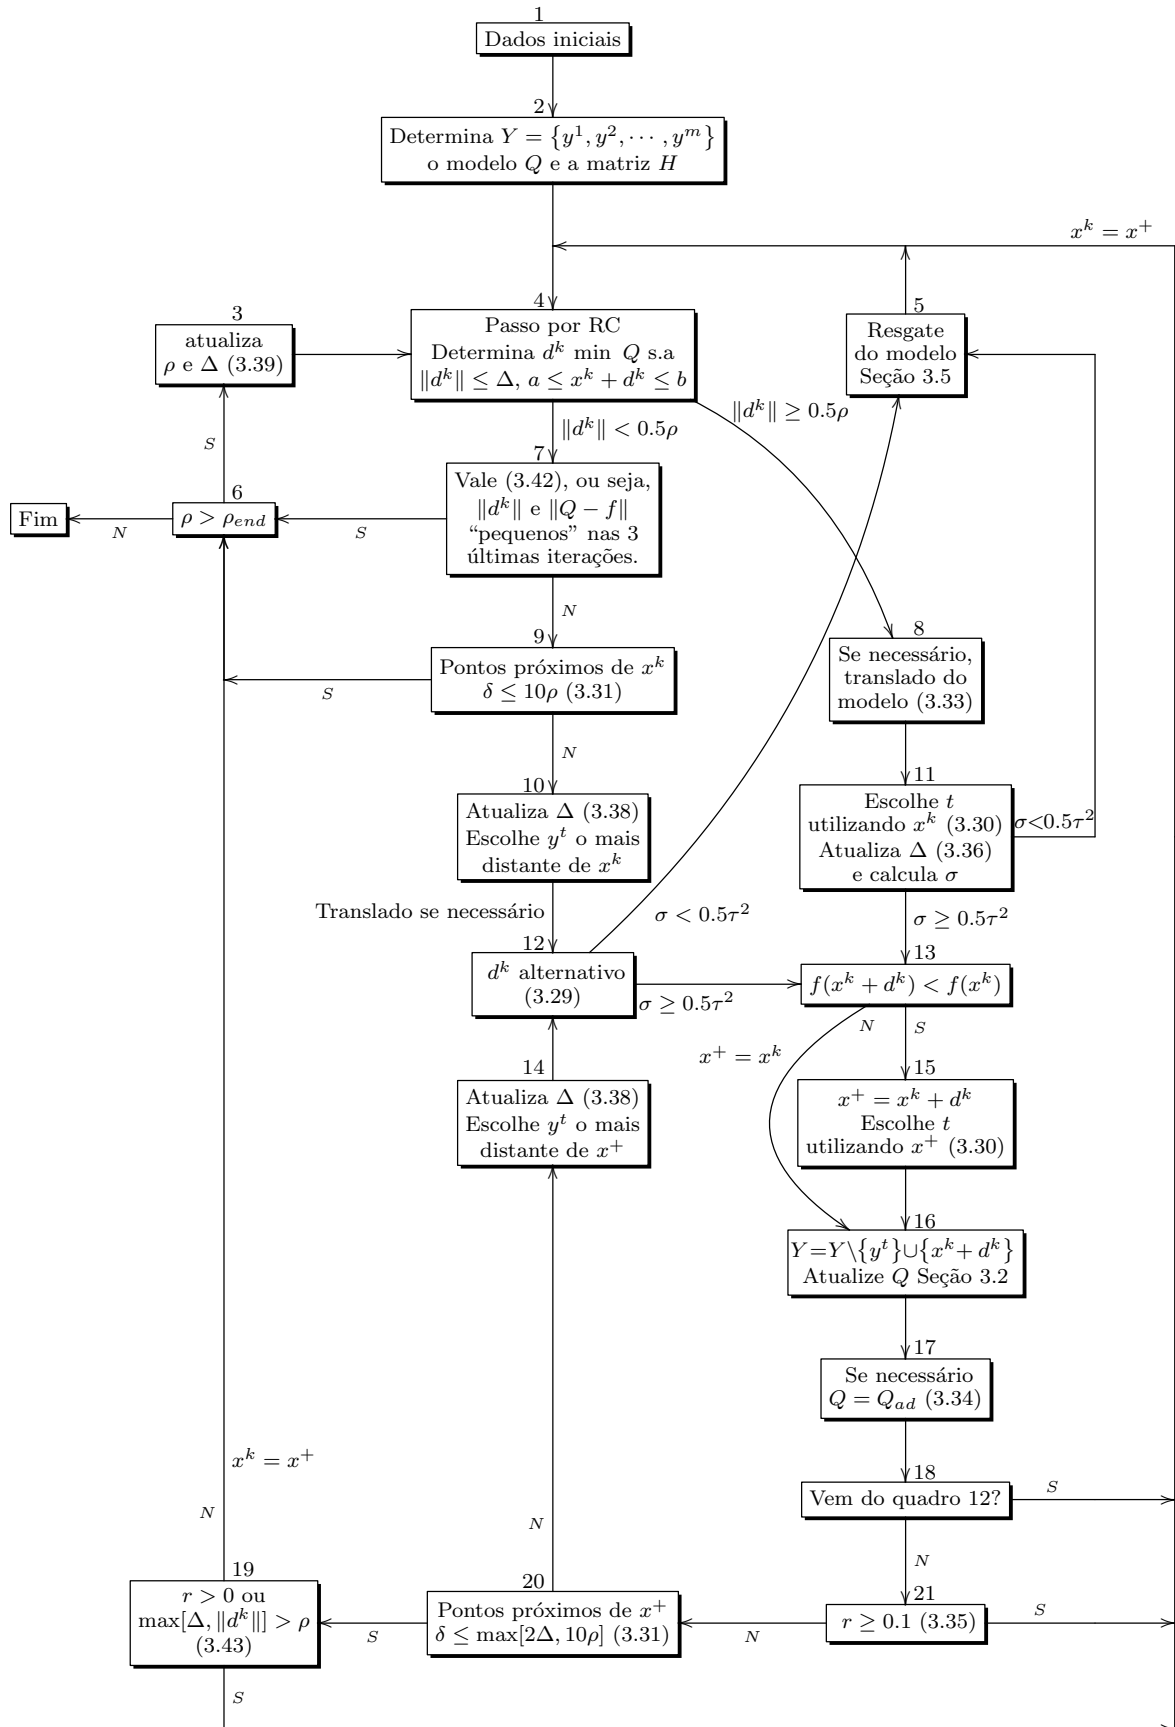 1
Dados iniciais
2
Determina Y = {y¹, y², ⋯ , yᵐ}
o modelo Q e a matriz H
xᵏ = x⁺
3
atualiza
ρ e Δ (3.39)
4
Passo por RC
Determina dᵏ min Q s.a
‖dᵏ‖ ≤ Δ, a ≤ xᵏ + dᵏ ≤ b
5
Resgate
do modelo
Seção 3.5
‖dᵏ‖ < 0.5ρ
‖dᵏ‖ ≥ 0.5ρ
S
6
ρ > ρₑₙd
Fim
N
S
7
Vale (3.42), ou seja,
‖dᵏ‖ e ‖Q − f‖
“pequenos” nas 3
últimas iterações.
N
8
Se necessário,
translado do
modelo (3.33)
9
Pontos próximos de xᵏ
δ ≤ 10ρ (3.31)
S
N
10
Atualiza Δ (3.38)
Escolhe yᵗ o mais
distante de xᵏ
11
Escolhe t
utilizando xᵏ (3.30)
Atualiza Δ (3.36)
e calcula σ
σ<0.5τ²
Translado se necessário
σ < 0.5τ²
σ ≥ 0.5τ²
12
dᵏ alternativo
(3.29)
σ ≥ 0.5τ²
13
f(xᵏ + dᵏ) < f(xᵏ)
N
S
xᵏ = x⁺
x⁺ = xᵏ
14
Atualiza Δ (3.38)
Escolhe yᵗ o mais
distante de x⁺
15
x⁺ = xᵏ + dᵏ
Escolhe t
utilizando x⁺ (3.30)
16
Y=Y\{yᵗ}∪{xᵏ+ dᵏ}
Atualize Q Seção 3.2
17
Se necessário
Q = Qₐd (3.34)
18
Vem do quadro 12?
S
N
N
N
19
r > 0 ou
max[Δ, ‖dᵏ‖] > ρ
(3.43)
S
S
20
Pontos próximos de x⁺
δ ≤ max[2Δ, 10ρ] (3.31)
N
21
r ≥ 0.1 (3.35)
S